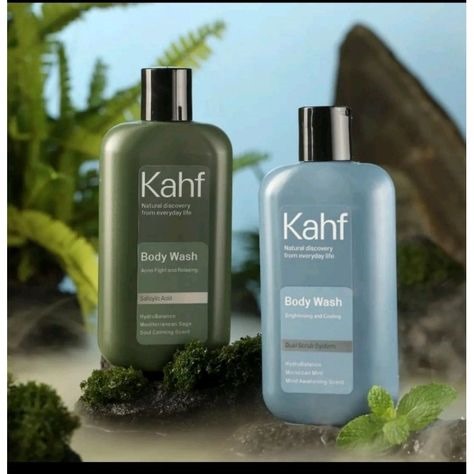 Kahf
Natural discovery
from everyday life
Body Wash
Acne Fight and Relaxing
Salicylic Acid
HydroBalance
Mediterranean Sage
Soul Calming Scent
Kahf
Natural discovery
from everyday life
Body Wash
Brightening and Cooling
Dual Scrub System
HydroBalance
Moroccan Mint
Mind Awakening Scent